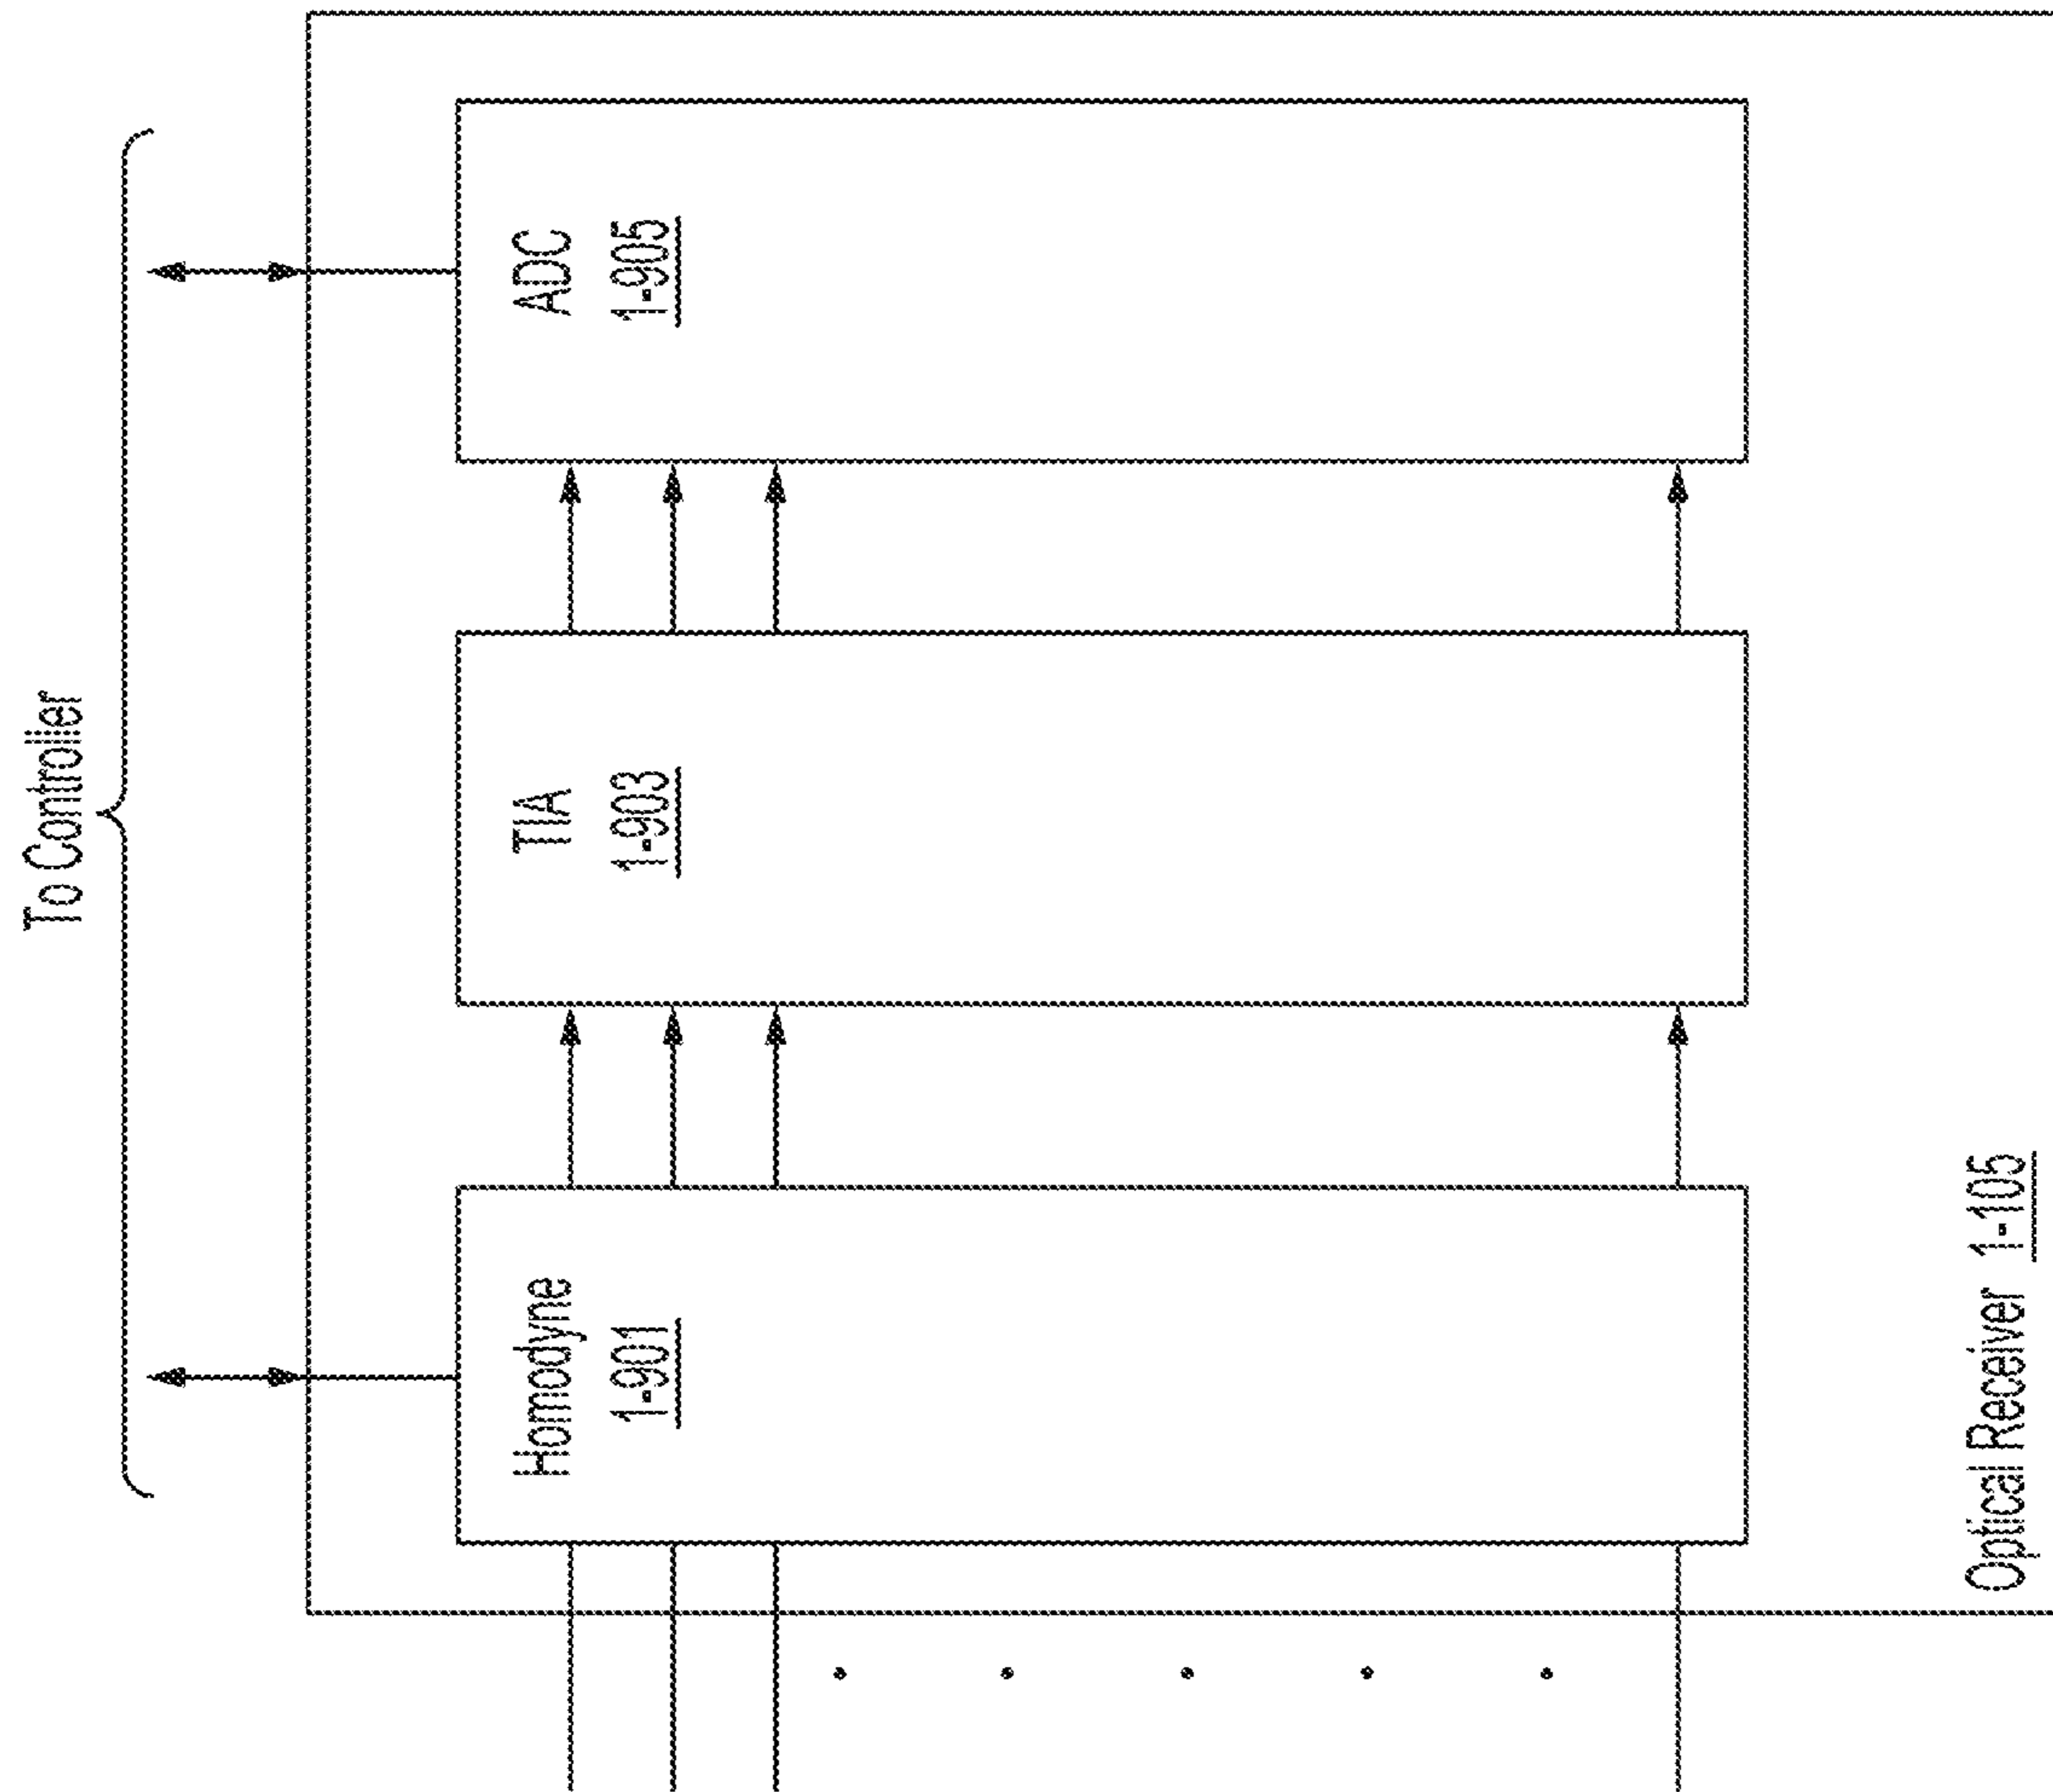 To Controller
Homodyne
1-901
TIA
1-903
ADC
1-905
Optical Receiver 1-105